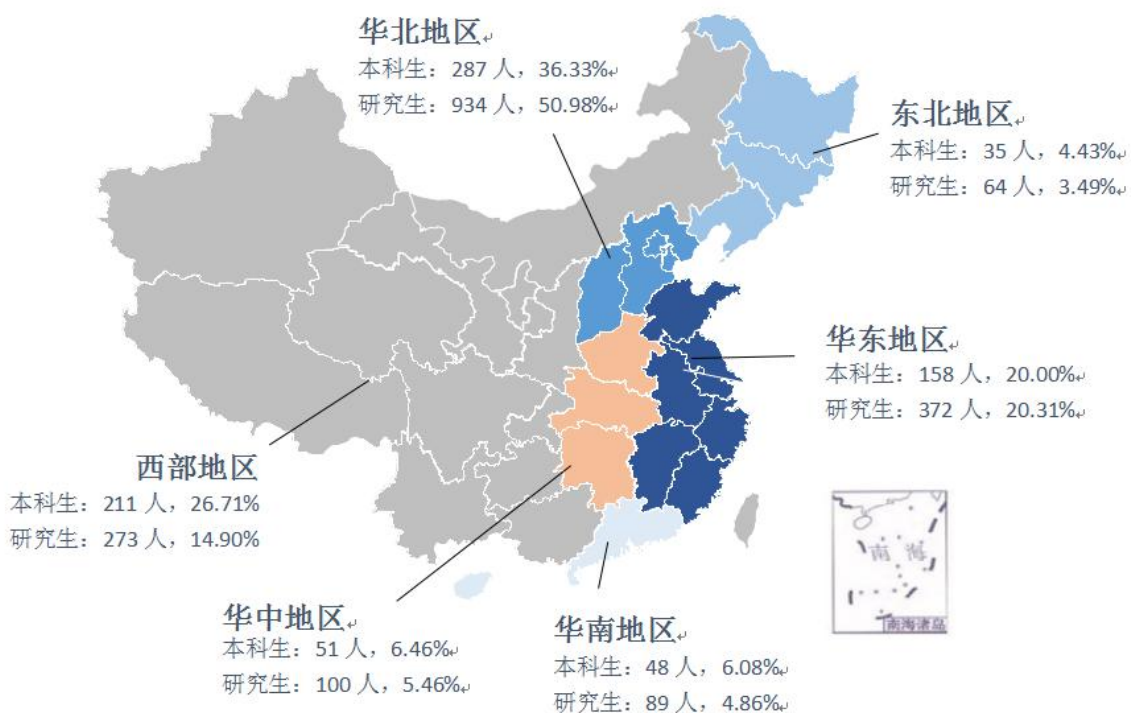 华北地区
本科生：287 人，36.33%
研究生：934 人，50.98%
东北地区
本科生：35 人，4.43%
研究生：64 人，3.49%
华东地区
本科生：158 人，20.00%
研究生：372 人，20.31%
西部地区
本科生：211 人，26.71%
研究生：273 人，14.90%
华中地区
本科生：51 人，6.46%
研究生：100 人，5.46%
华南地区
本科生：48 人，6.08%
研究生：89 人，4.86%
南海
南海诸岛